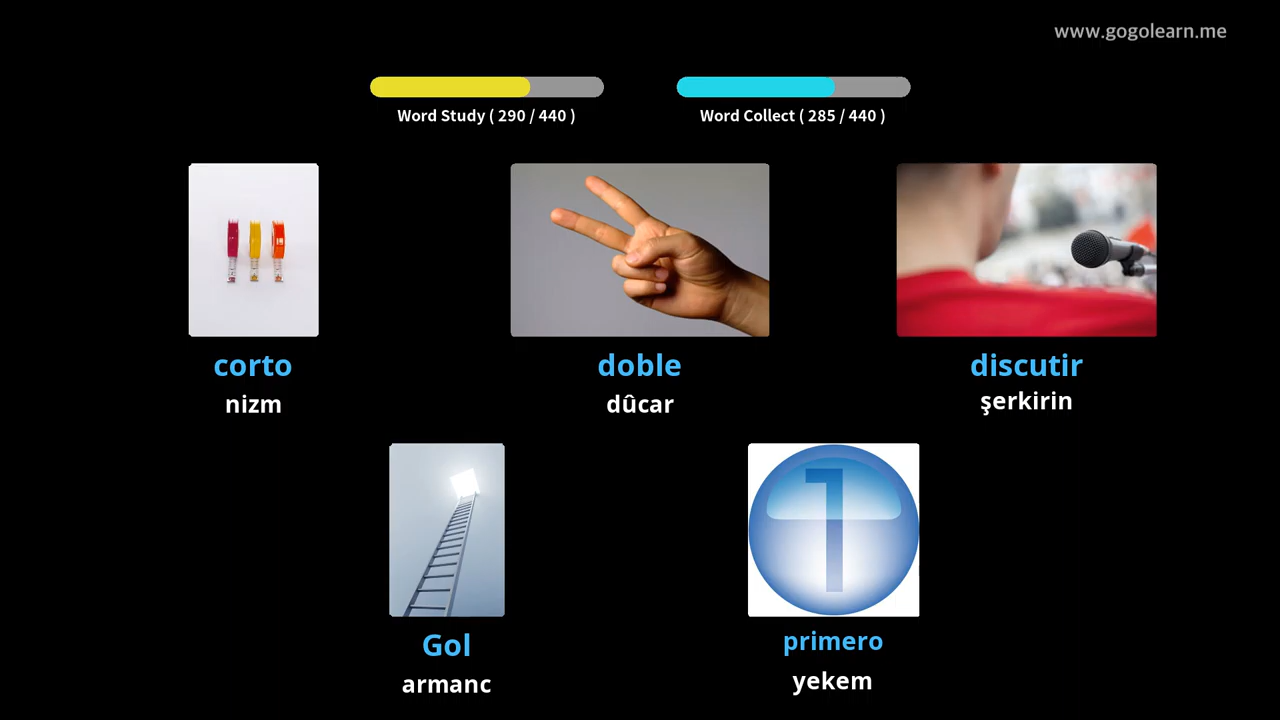 www.gogolearn.me
Word Study ( 290 / 440 )
Word Collect ( 285 / 440 )
corto
nizm
doble
dûcar
discutir
şerkirin
1
Gol
armanc
primero
yekem